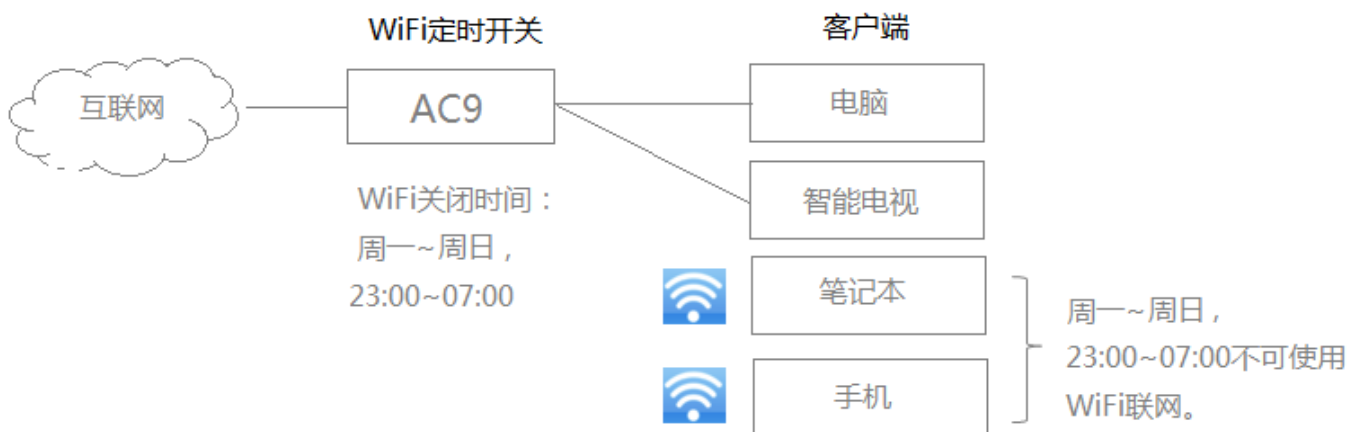 WiFi定时开关
客户端
互联网
AC9
电脑
WiFi关闭时间：
周一~周日，
23:00~07:00
智能电视
笔记本
手机
周一~周日，
23:00~07:00不可使用
WiFi联网。